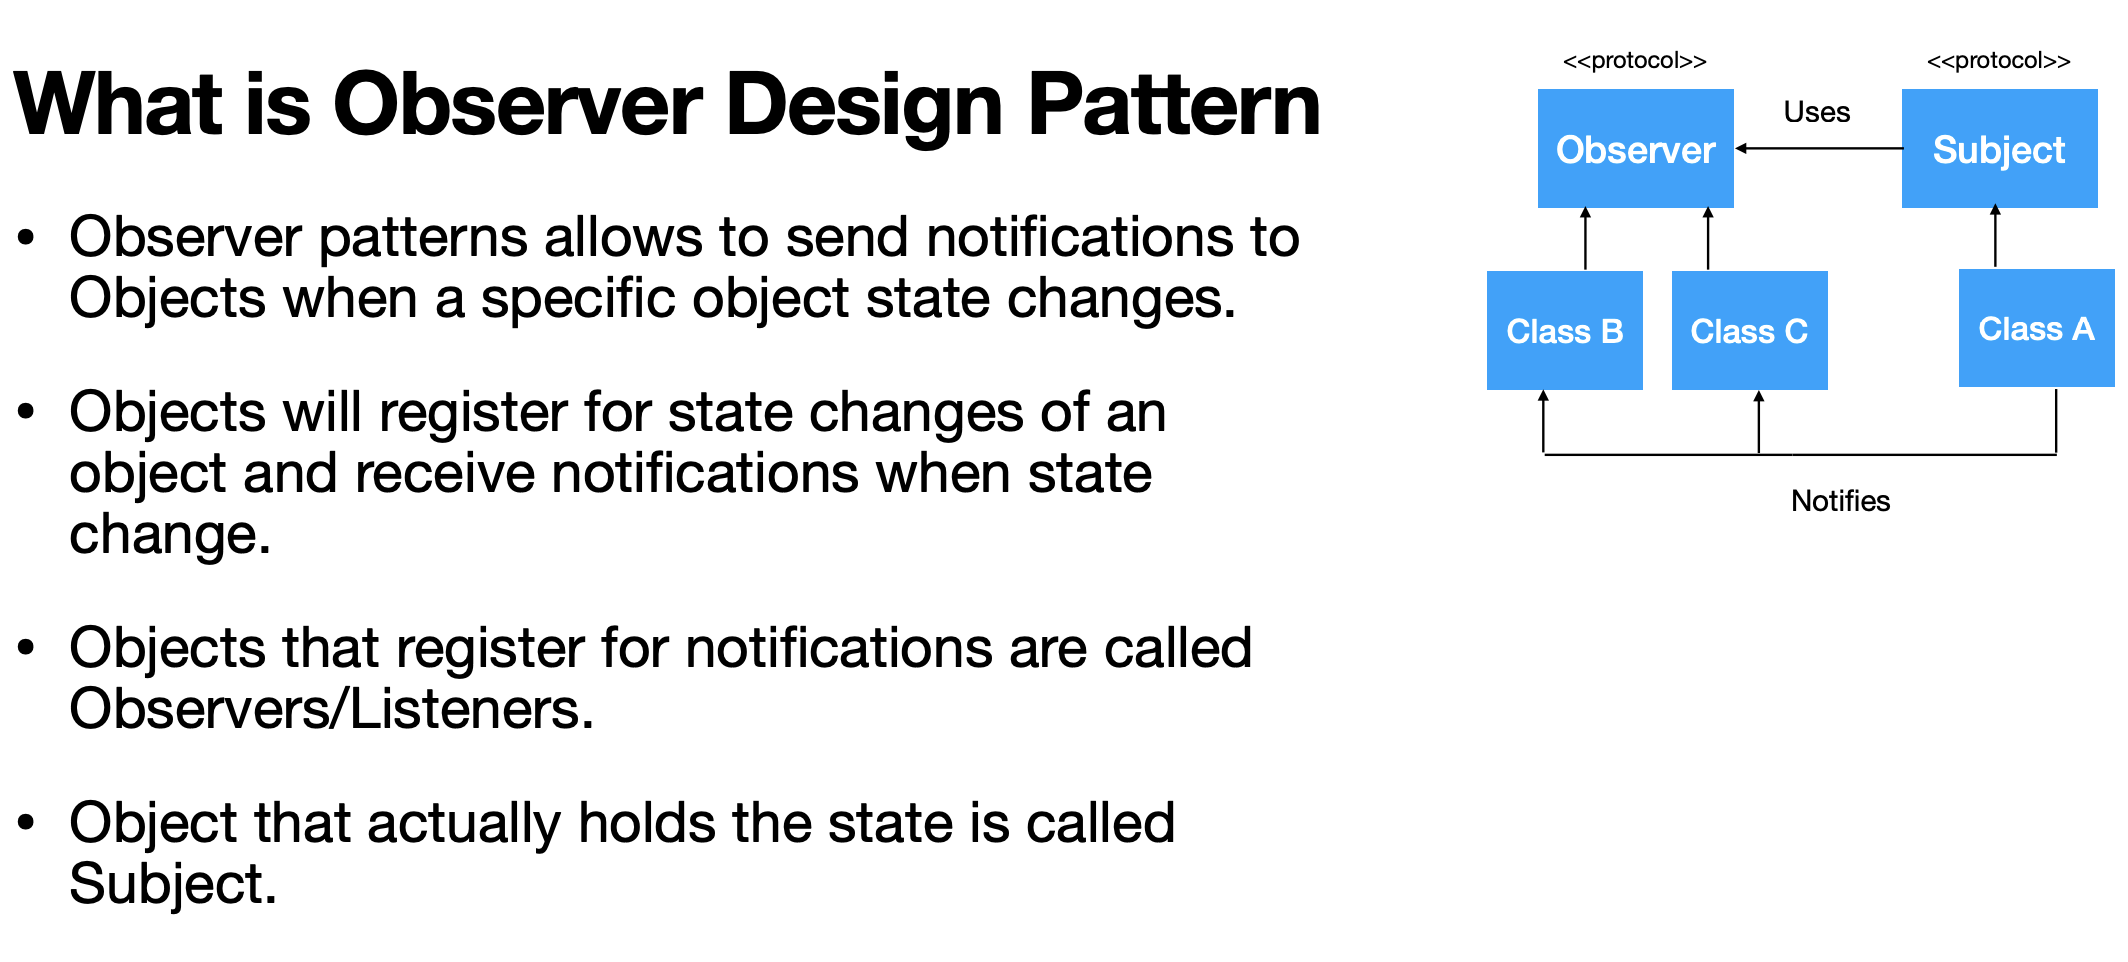 What is Observer Design Pattern
• Observer patterns allows to send notifications to
Objects when a specific object state changes.
• Objects will register for state changes of an
object and receive notifications when state
change.
• Objects that register for notifications are called
Observers/Listeners.
• Object that actually holds the state is called
Subject.
<<protocol>>
<<protocol>>
Uses
Observer
Subject
Class B
Class C
Class A
Notifies